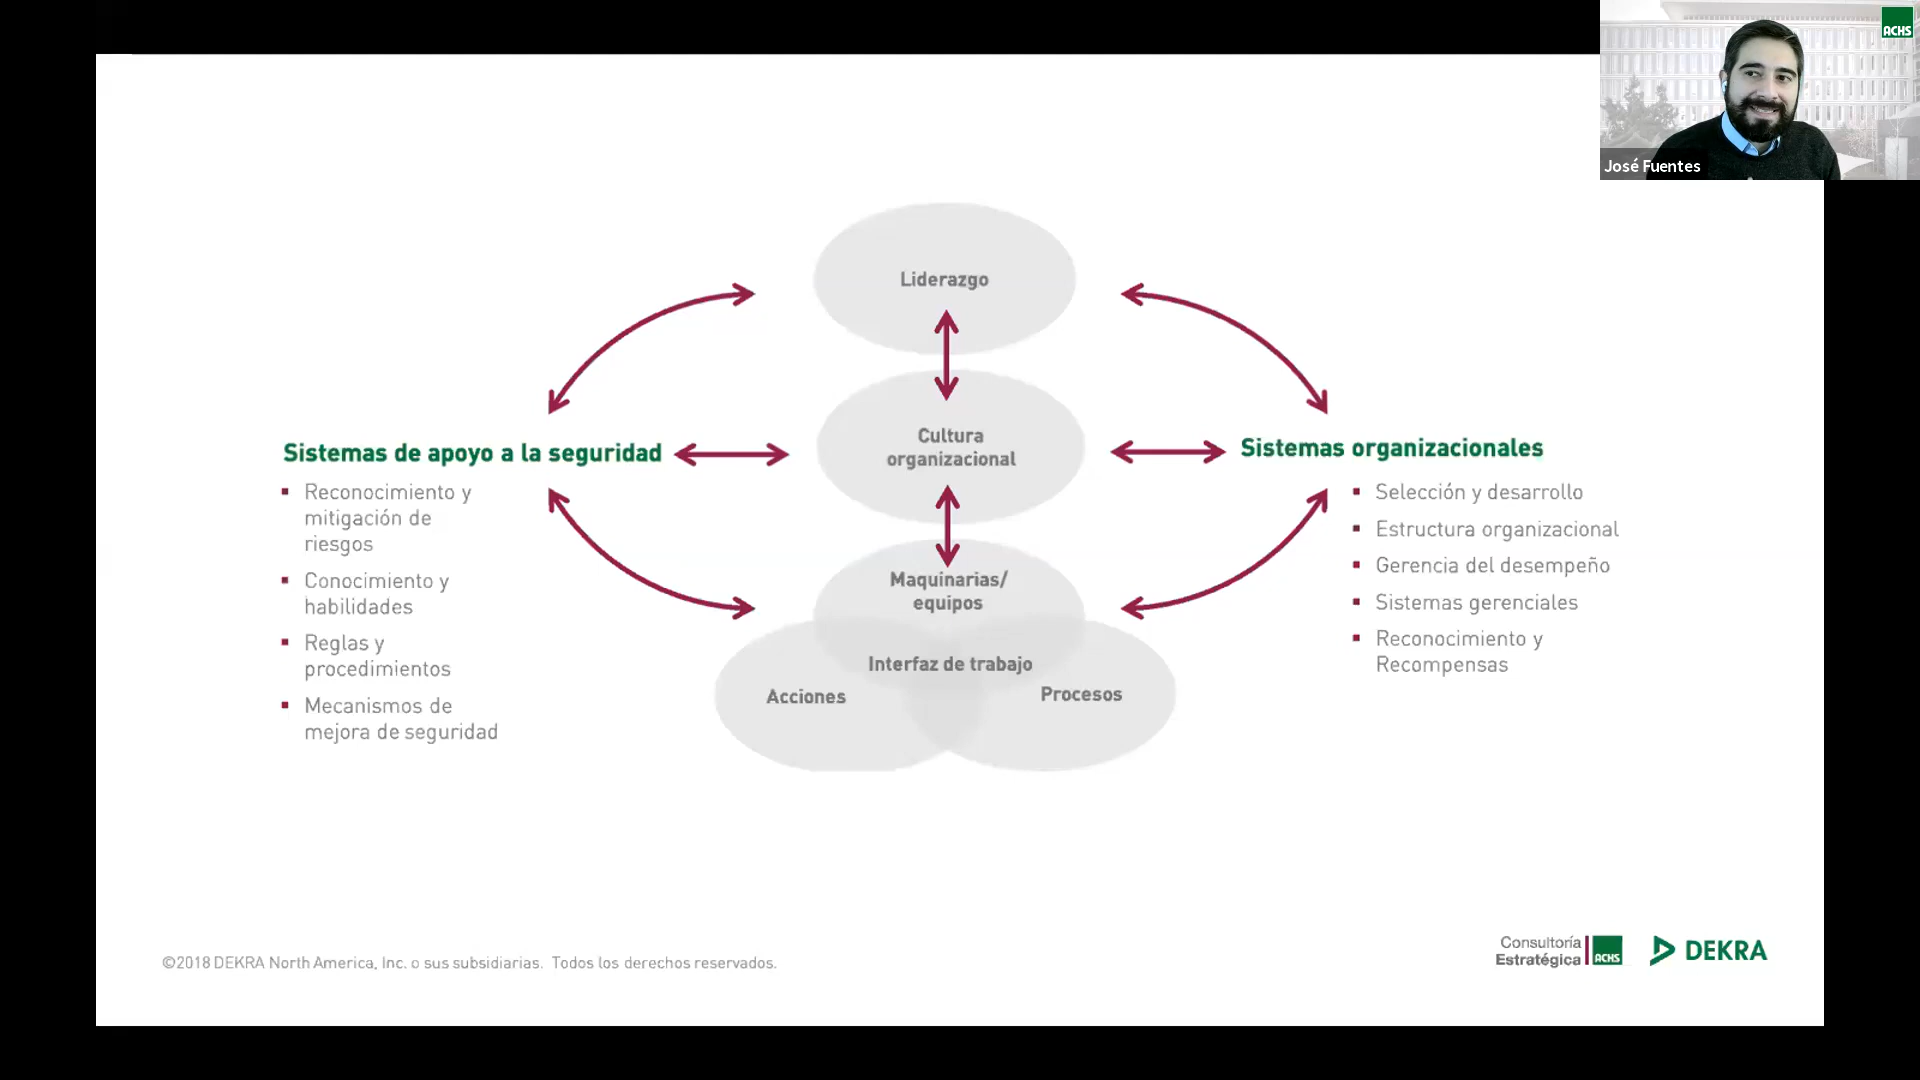 ACHS
José Fuentes
Liderazgo
Cultura
organizacional
Maquinarias/
equipos
Interfaz de trabajo
Acciones
Procesos
Sistemas de apoyo a la seguridad
Reconocimiento y
mitigación de
riesgos
Conocimiento y
habilidades
Reglas y
procedimientos
Mecanismos de
mejora de seguridad
Sistemas organizacionales
Selección y desarrollo
Estructura organizacional
Gerencia del desempeño
Sistemas gerenciales
Reconocimiento y
Recompensas
©2018 DEKRA North America, Inc. o sus subsidiarias. Todos los derechos reservados.
Consultoría
Estratégica
ACHS
DEKRA